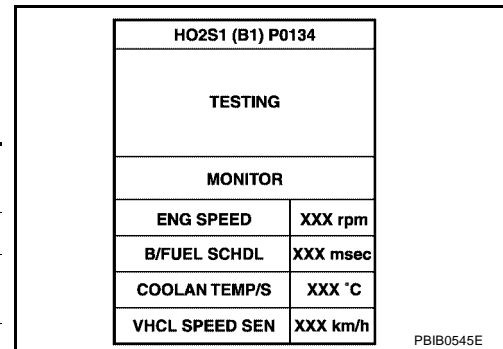 HO2S1 (B1) P0134
TESTING
MONITOR
ENG SPEED XXX rpm
B/FUEL SCHDL XXX msec
COOLAN TEMP/S XXX °C
VHCL SPEED SEN XXX km/h
PBIB0545E